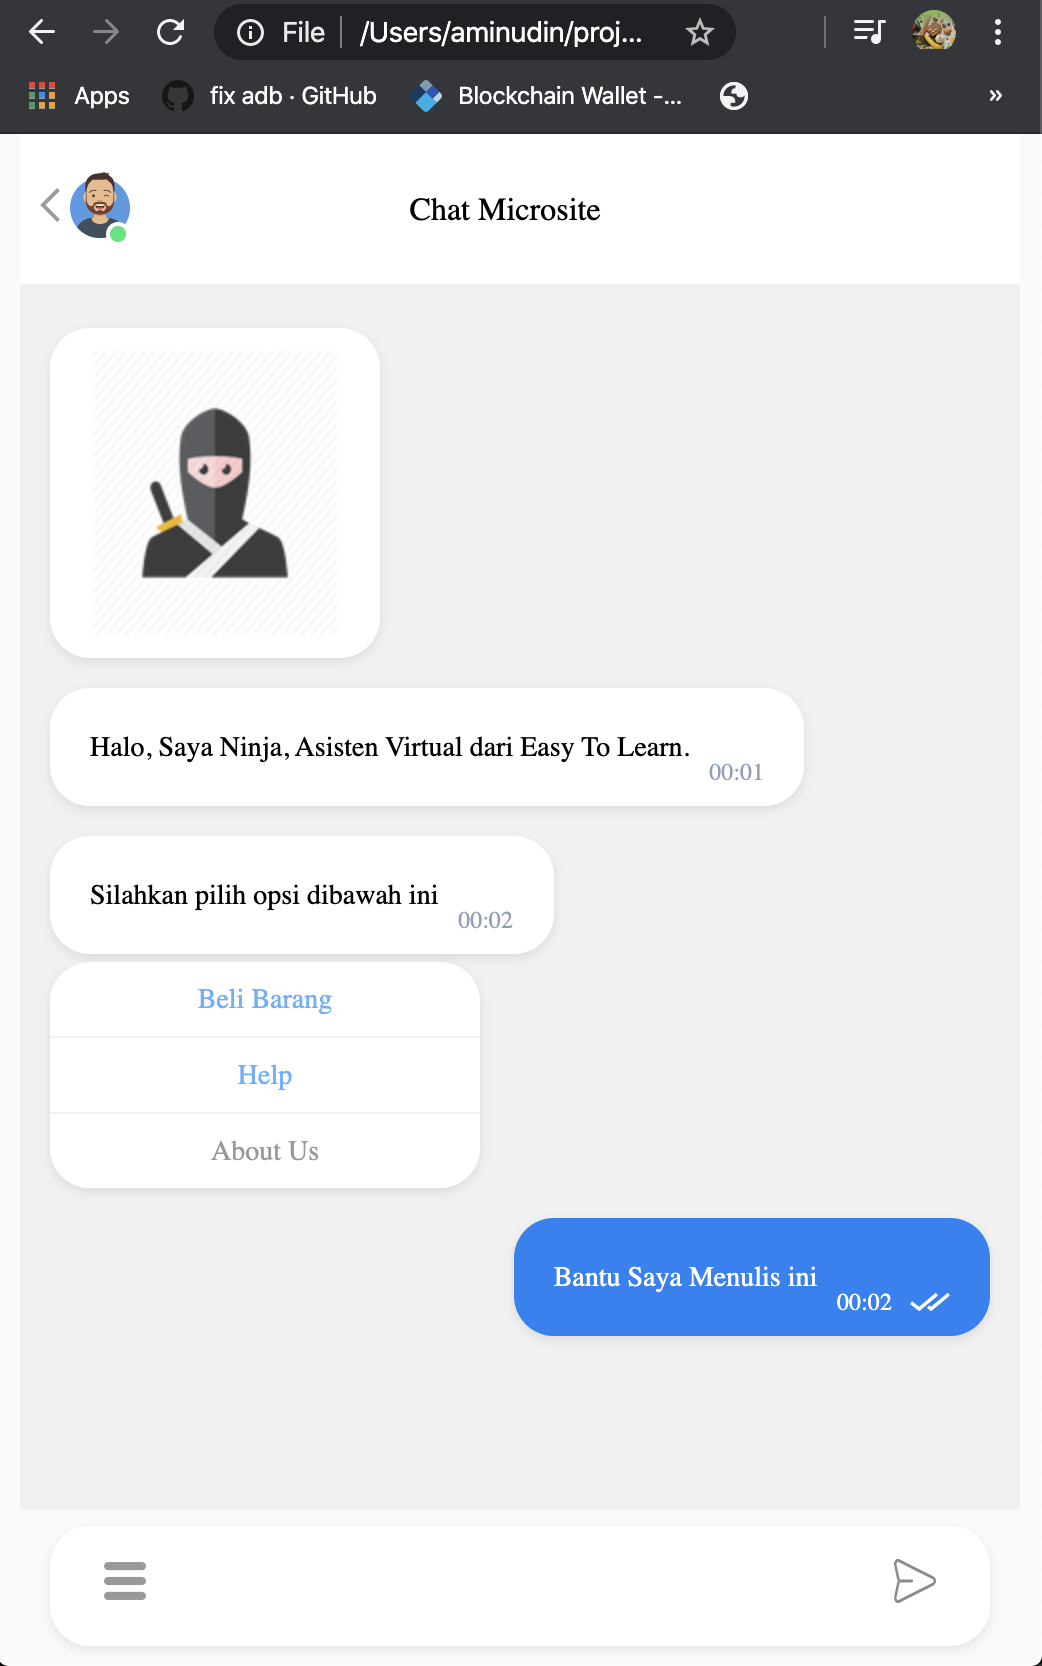 File /Users/aminudin/proj...
Apps fix adb · GitHub Blockchain Wallet -... »
Chat Microsite
Halo, Saya Ninja, Asisten Virtual dari Easy To Learn.
00:01
Silahkan pilih opsi dibawah ini
00:02
Beli Barang
Help
About Us
Bantu Saya Menulis ini
00:02